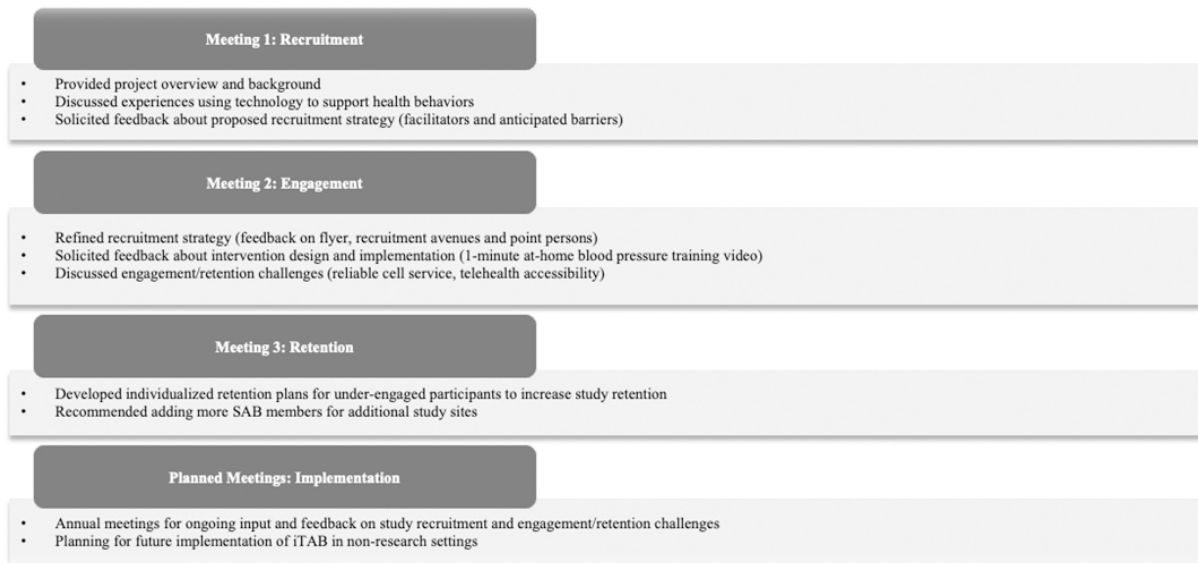 Meeting 1: Recruitment
• Provided project overview and background
• Discussed experiences using technology to support health behaviors
• Solicited feedback about proposed recruitment strategy (facilitators and anticipated barriers)
Meeting 2: Engagement
• Refined recruitment strategy (feedback on flyer, recruitment avenues and point persons)
• Solicited feedback about intervention design and implementation (1-minute at-home blood pressure training video)
• Discussed engagement/retention challenges (reliable cell service, telehealth accessibility)
Meeting 3: Retention
• Developed individualized retention plans for under-engaged participants to increase study retention
• Recommended adding more SAB members for additional study sites
Planned Meetings: Implementation
• Annual meetings for ongoing input and feedback on study recruitment and engagement/retention challenges
• Planning for future implementation of iTAB in non-research settings